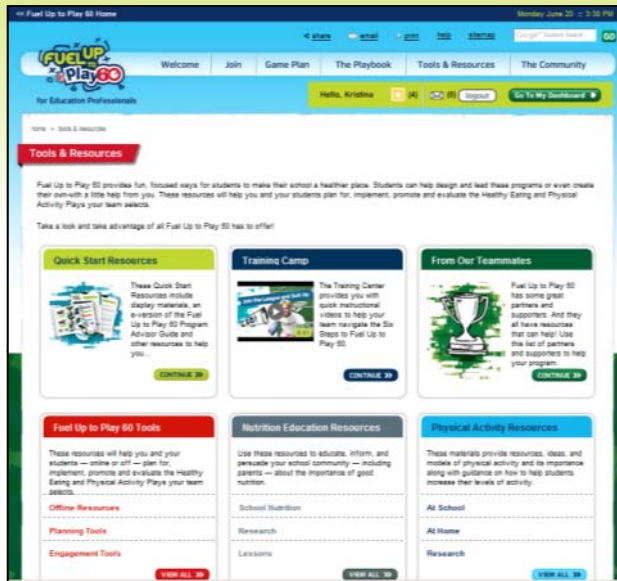 << Fuel Up to Play 60 Home
Monday June 20 :: 3:38 PM
share email print help sitemap
GO
FUEL UP TO Play 60
for Education Professionals
Welcome Join Game Plan The Playbook Tools & Resources The Community
Hello, Kristina (4) (0) logout Go To My Dashboard
home > tools & resources
Tools & Resources
Fuel Up to Play 60 provides fun, focused ways for students to make their school a healthier place. Students can help design and lead these programs or even create
their own-with a little help from you. These resources will help you and your students plan for, implement, promote and evaluate the Healthy Eating and Physical
Activity Plays your team selects.
Take a look and take advantage of all Fuel Up to Play 60 has to offer!
Quick Start Resources
These Quick Start
Resources include
display materials, an
e-version of the Fuel
Up to Play 60 Program
Advisor Guide and
other resources to help
you...
CONTINUE >>
Training Camp
The Training Center
provides you with
quick instructional
videos to help your
team navigate the Six
Steps to Fuel Up to
Play 60.
CONTINUE >>
From Our Teammates
Fuel Up to Play 60
has some great
partners and
supporters. And they
all have resources
that can help! Use
this list of partners
and supporters to help
your program.
CONTINUE >>
Fuel Up to Play 60 Tools
These resources will help you and your
students — online or off — plan for,
implement, promote and evaluate the Healthy
Eating and Physical Activity Plays your team
selects.
Offline Resources
Planning Tools
Engagement Tools
VIEW ALL >>
Nutrition Education Resources
Use these resources to educate, inform, and
persuade your school community — including
parents — about the importance of good
nutrition.
School Nutrition
Research
Lessons
VIEW ALL >>
Physical Activity Resources
These materials provide resources, ideas, and
models of physical activity and its importance
along with guidance on how to help students
increase their levels of activity.
At School
At Home
Research
VIEW ALL >>